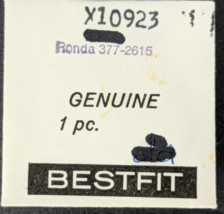 X10923
Ronda 377-2615
GENUINE
1 pc.
BESTFIT